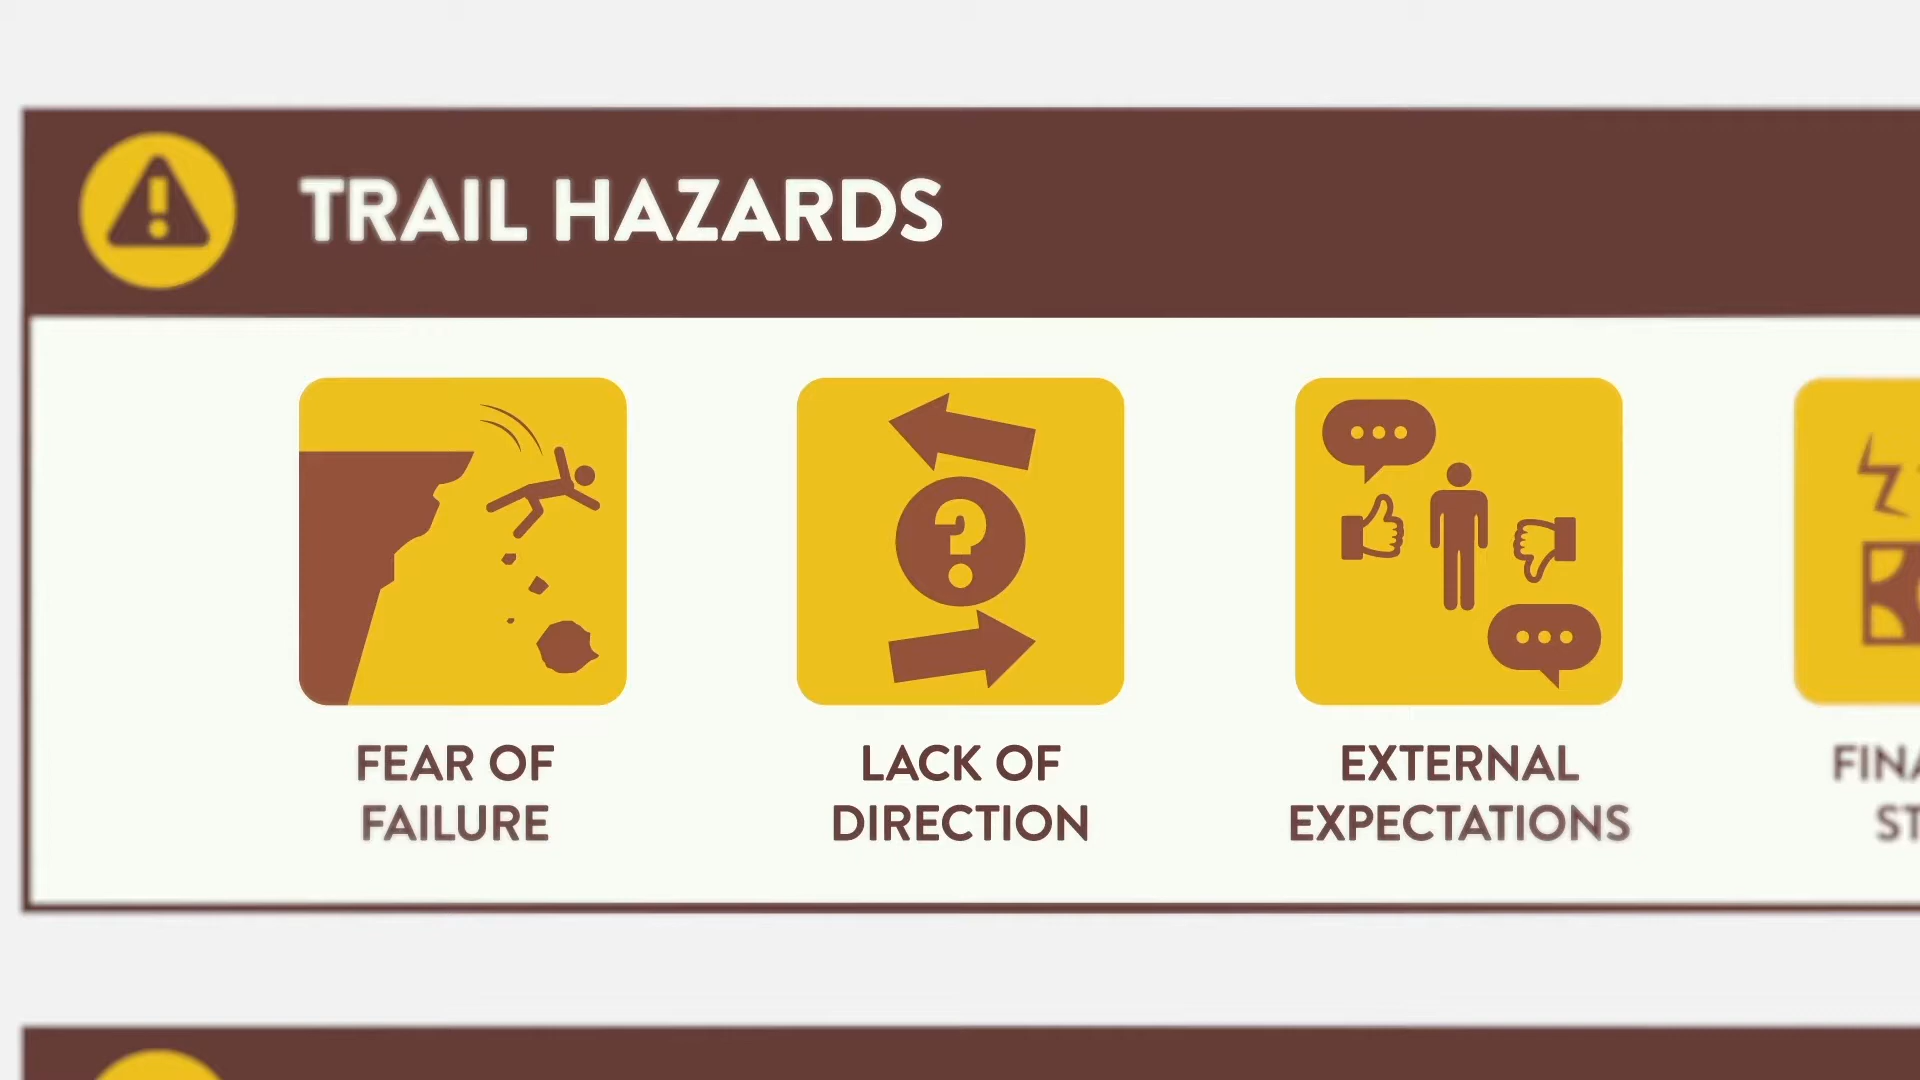 TRAIL HAZARDS
FEAR OF
FAILURE
LACK OF
DIRECTION
EXTERNAL
EXPECTATIONS